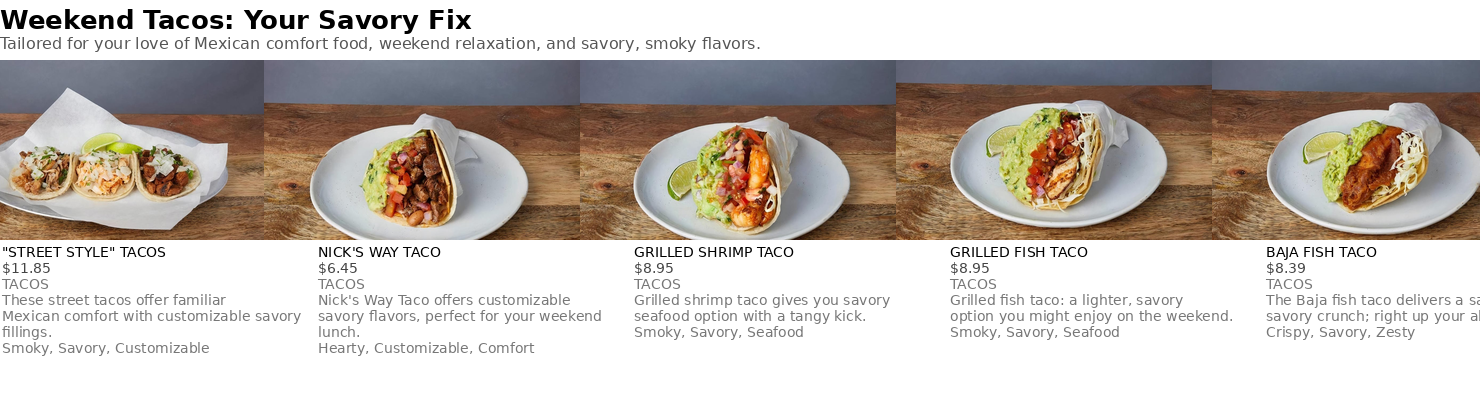 Weekend Tacos: Your Savory Fix
Tailored for your love of Mexican comfort food, weekend relaxation, and savory, smoky flavors.
"STREET STYLE" TACOS
$11.85
TACOS
These street tacos offer familiar
Mexican comfort with customizable savory
fillings.
Smoky, Savory, Customizable
NICK'S WAY TACO
$6.45
TACOS
Nick's Way Taco offers customizable
savory flavors, perfect for your weekend
lunch.
Hearty, Customizable, Comfort
GRILLED SHRIMP TACO
$8.95
TACOS
Grilled shrimp taco gives you savory
seafood option with a tangy kick.
Smoky, Savory, Seafood
GRILLED FISH TACO
$8.95
TACOS
Grilled fish taco: a lighter, savory
option you might enjoy on the weekend.
Smoky, Savory, Seafood
BAJA FISH TACO
$8.39
TACOS
The Baja fish taco delivers a
savory crunch; right up your
Crispy, Savory, Zesty